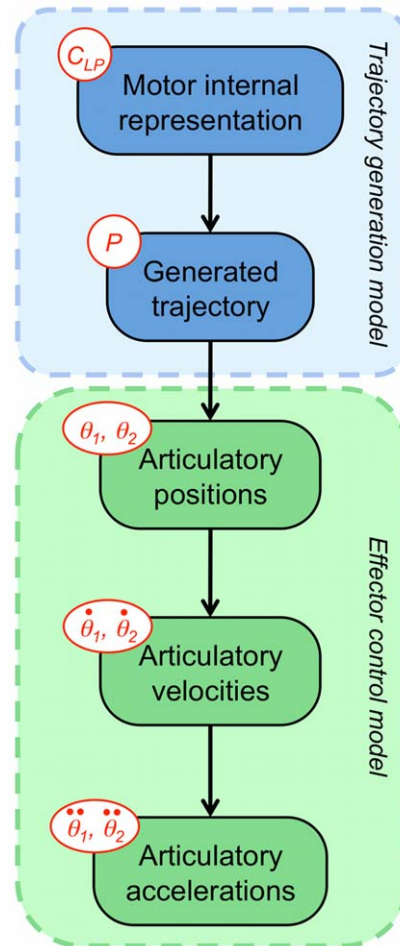 C_LP
Motor internal
representation
Trajectory generation model
P
Generated
trajectory
θ₁, θ₂
Articulatory
positions
Effector control model
θ̇₁, θ̇₂
Articulatory
velocities
θ̈₁, θ̈₂
Articulatory
accelerations